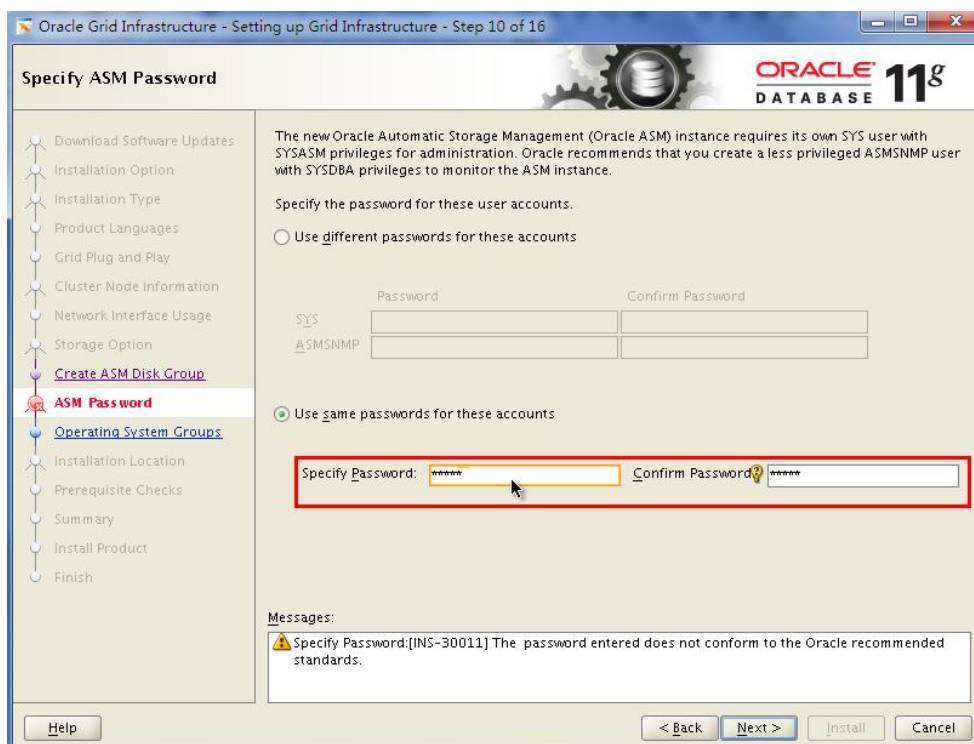 Oracle Grid Infrastructure - Setting up Grid Infrastructure - Step 10 of 16
Specify ASM Password
ORACLE
DATABASE
11g
Download Software Updates
Installation Option
Installation Type
Product Languages
Grid Plug and Play
Cluster Node Information
Network Interface Usage
Storage Option
Create ASM Disk Group
ASM Password
Operating System Groups
Installation Location
Prerequisite Checks
Summary
Install Product
Finish
The new Oracle Automatic Storage Management (Oracle ASM) instance requires its own SYS user with
SYSASM privileges for administration. Oracle recommends that you create a less privileged ASMSNMP user
with SYSDBA privileges to monitor the ASM instance.
Specify the password for these user accounts.
Use different passwords for these accounts
Password Confirm Password
SYS
ASMSNMP
Use same passwords for these accounts
Specify Password: ***** Confirm Password: *****
Messages:
Specify Password:[INS-30011] The password entered does not conform to the Oracle recommended
standards.
Help < Back Next > Install Cancel